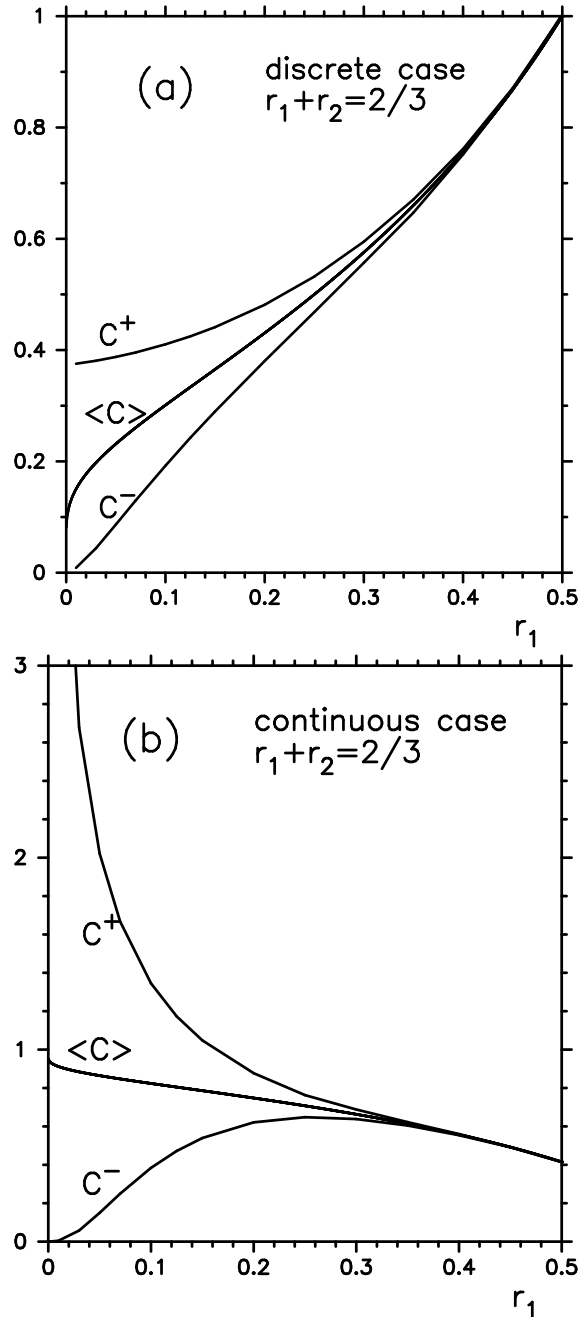 1
(a)
discrete case
r₁+r₂=2/3
0.8
0.6
C⁺
0.4
<C>
0.2
C⁻
0
0 0.1 0.2 0.3 0.4 0.5
r₁
3
(b)
continuous case
r₁+r₂=2/3
2
C⁺
1
<C>
C⁻
0
0 0.1 0.2 0.3 0.4 0.5
r₁